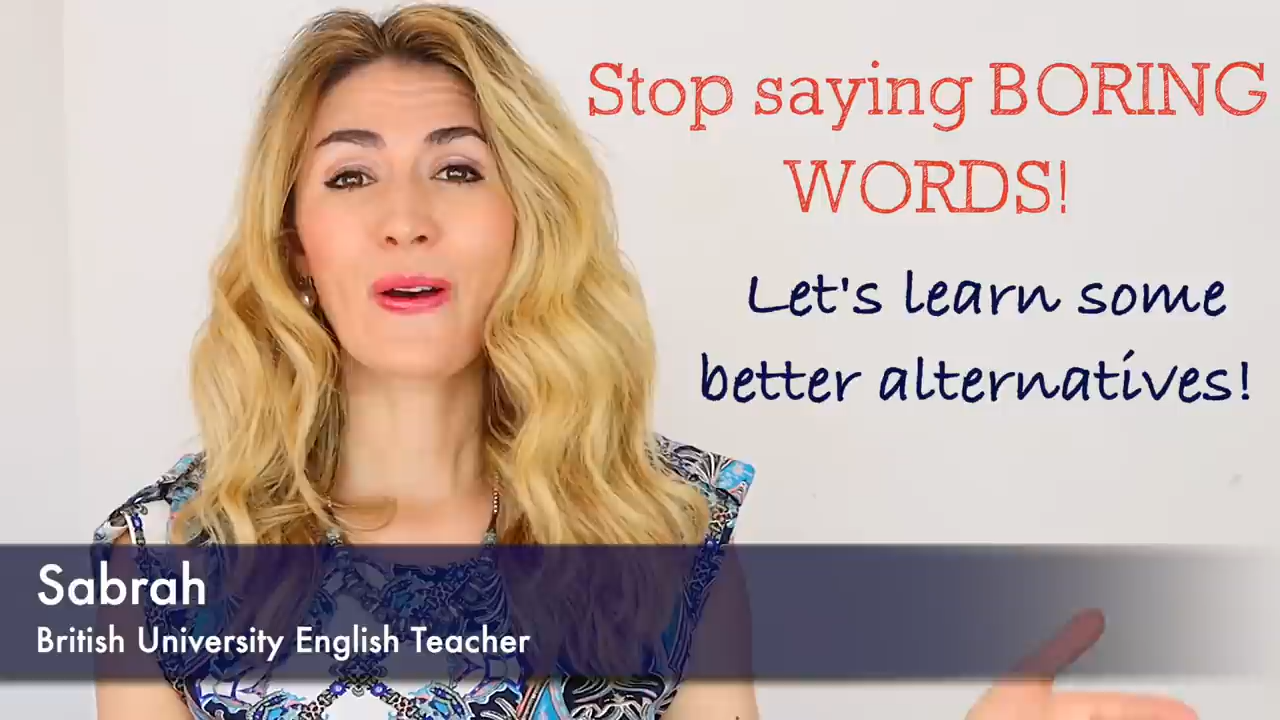 Stop saying BORING
WORDS!
Let's learn some
better alternatives!
Sabrah
British University English Teacher